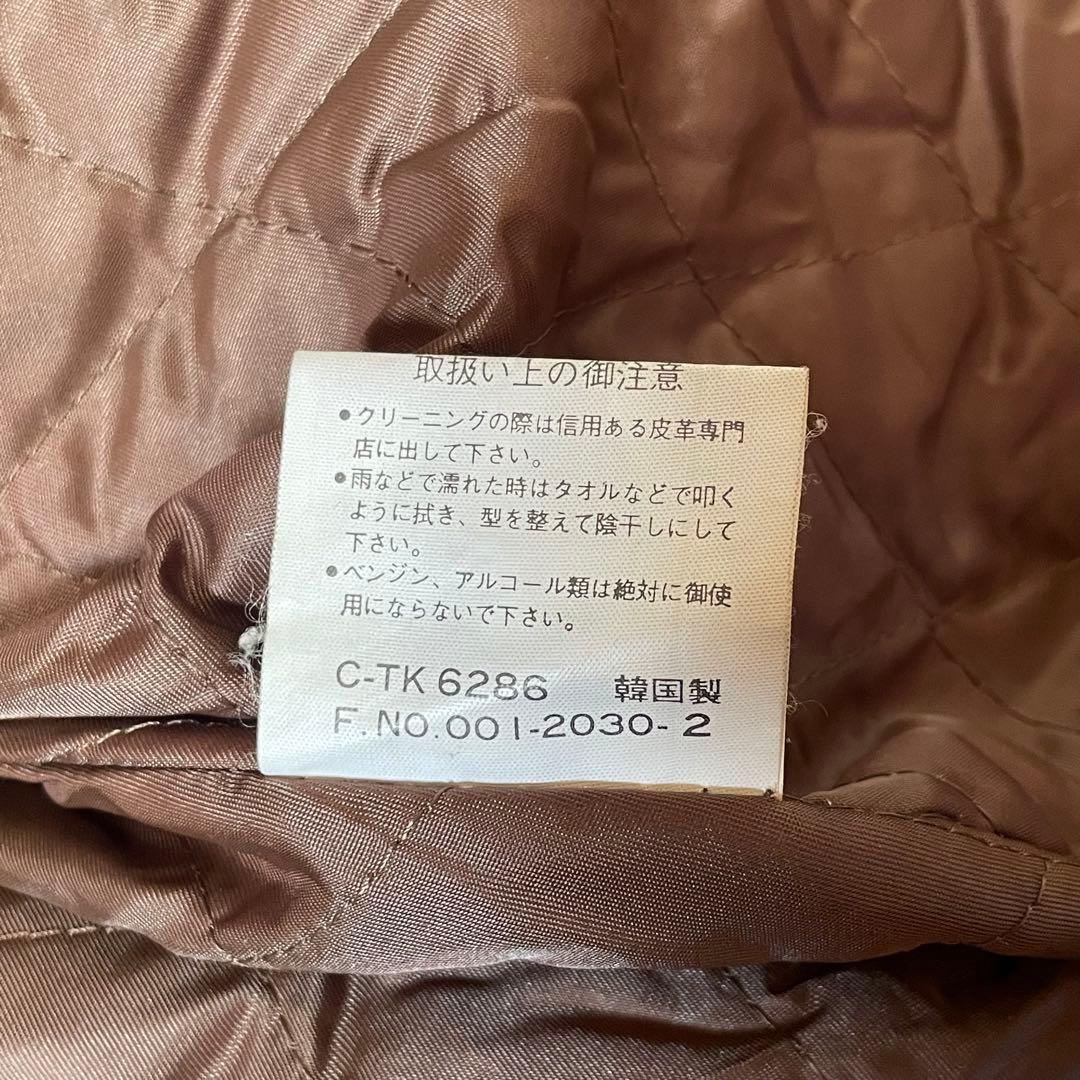 取扱い上の御注意
●クリーニングの際は信用ある皮革専門
店に出して下さい。
●雨などで濡れた時はタオルなどで叩く
ように拭き、型を整えて陰干しにして
下さい。
●ベンジン、アルコール類は絶対に御使
用にならないで下さい。
C-TK 6286 韓国製
F.NO.001-2030-2